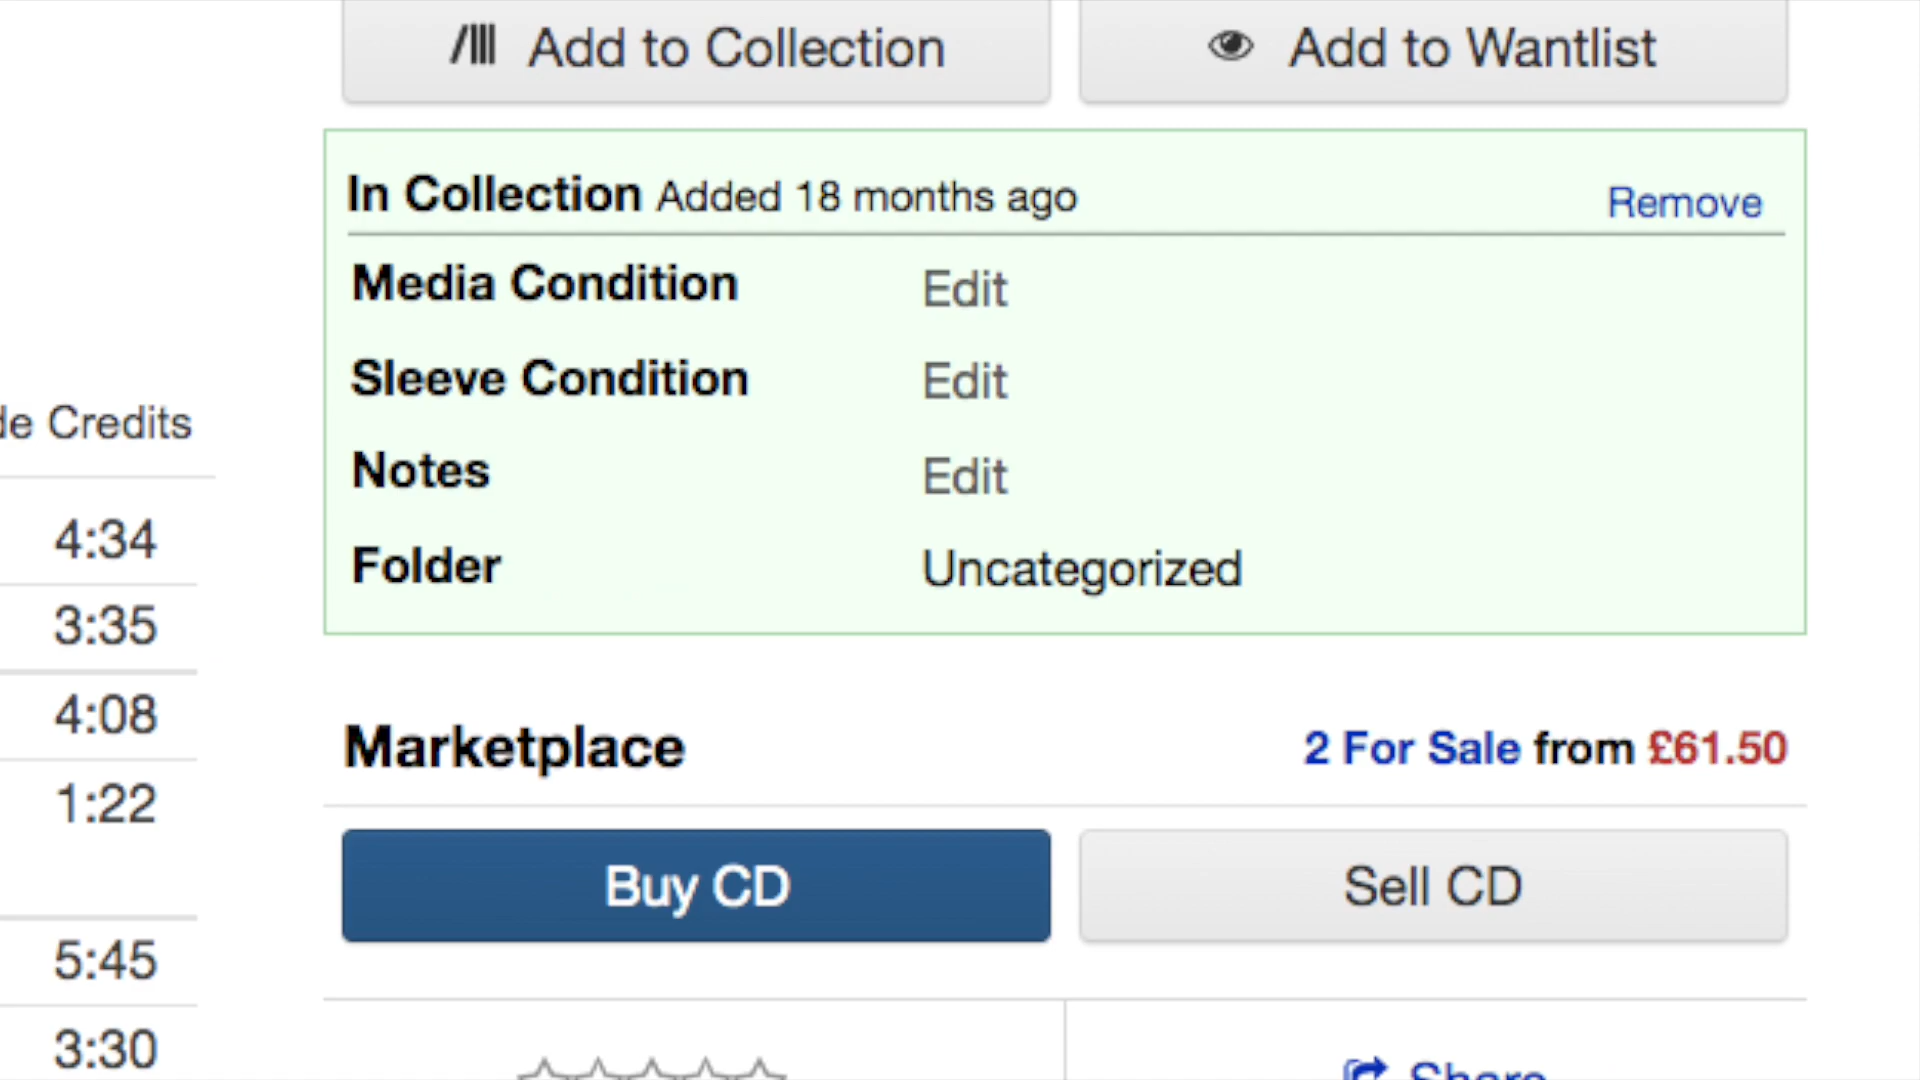 Add to Collection
Add to Wantlist
In Collection Added 18 months ago
Remove
Media Condition
Edit
Sleeve Condition
Edit
Notes
Edit
Folder
Uncategorized
Credits
4:34
3:35
4:08
1:22
5:45
3:30
Marketplace
2 For Sale from £61.50
Buy CD
Sell CD
Share